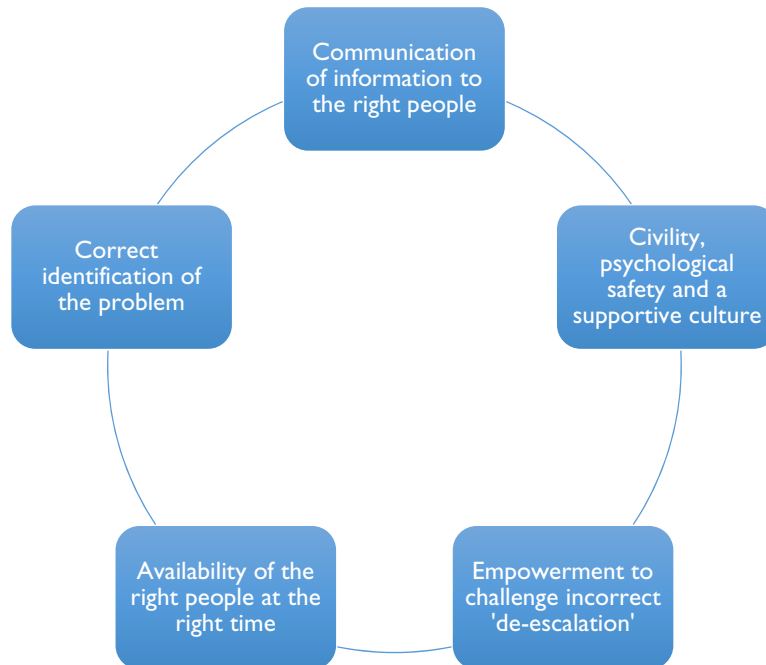 Communication
of information to
the right people
Correct
identification of
the problem
Civility,
psychological
safety and a
supportive culture
Availability of the
right people at the
right time
Empowerment to
challenge incorrect
'de-escalation'